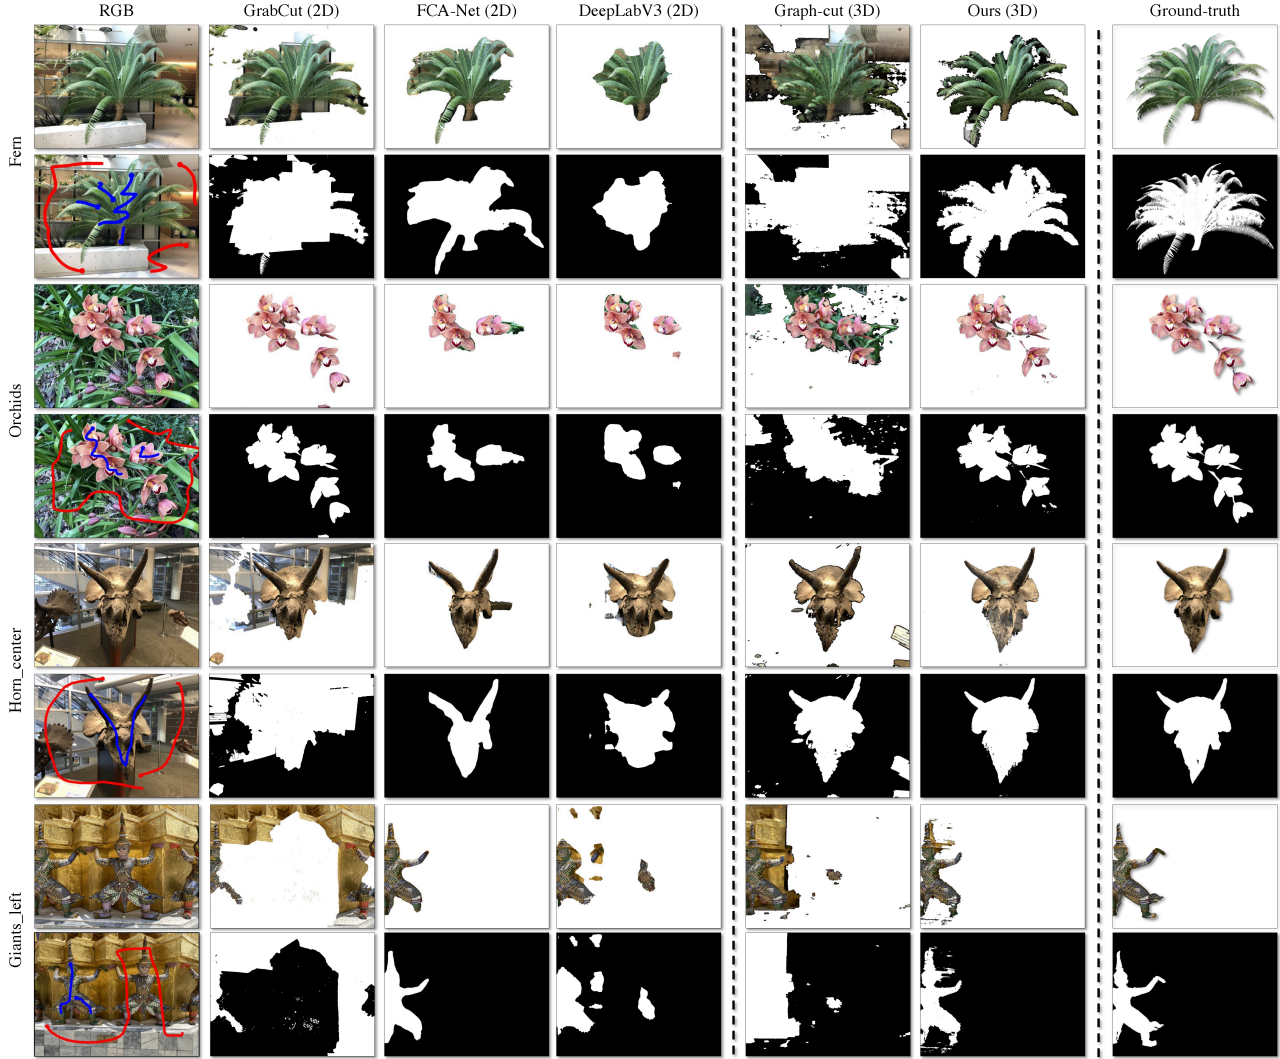 RGB
GrabCut (2D)
FCA-Net (2D)
DeepLabV3 (2D)
Graph-cut (3D)
Ours (3D)
Ground-truth
Fern
Orchids
Horn_center
Giants_left